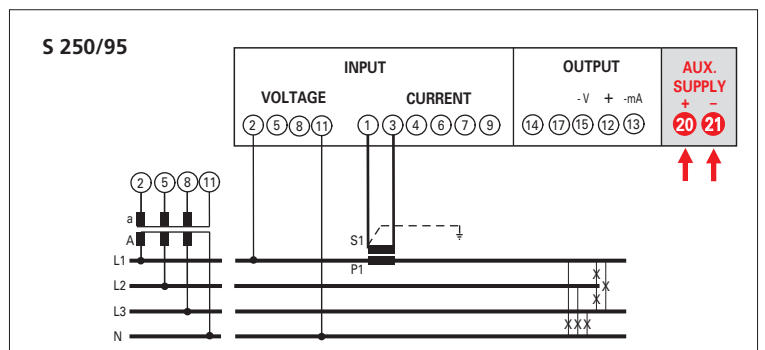 S 250/95
INPUT
OUTPUT
AUX.
SUPPLY
VOLTAGE
CURRENT
- V + -mA
+ −
2 5 8 11
1 3 4 6 7 9
14 17 15 12 13
20 21
2 5 8 11
a
A
S1
P1
L1
L2
L3
N
X
X
X
X X X